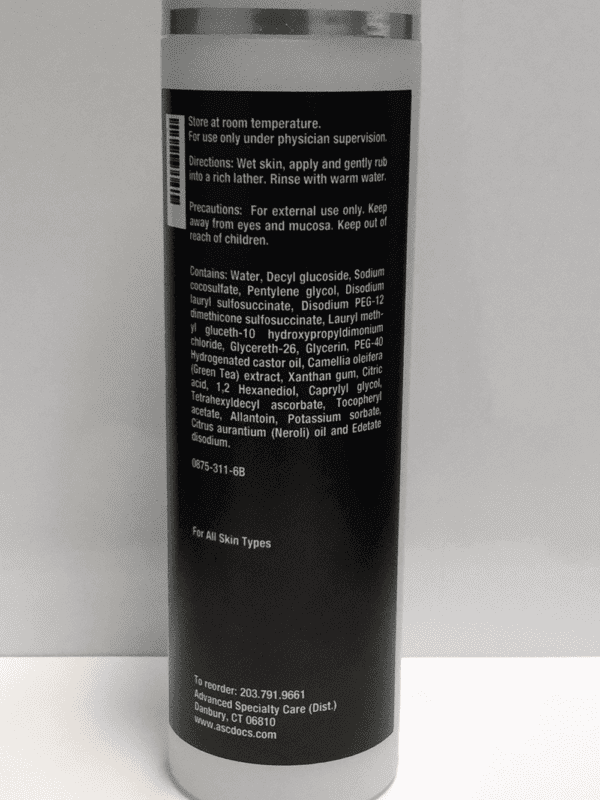 Store at room temperature.
For use only under physician supervision.
Directions: Wet skin, apply and gently rub
into a rich lather. Rinse with warm water.
Precautions: For external use only. Keep
away from eyes and mucosa. Keep out of
reach of children.
Contains: Water, Decyl glucoside, Sodium
cocosulfate, Pentylene glycol, Disodium
lauryl sulfosuccinate, Disodium PEG-12
dimethicone sulfosuccinate, Lauryl meth-
yl gluceth-10 hydroxypropyldimonium
chloride, Glycereth-26, Glycerin, PEG-40
Hydrogenated castor oil, Camellia oleifera
(Green Tea) extract, Xanthan gum, Citric
acid, 1,2 Hexanediol, Caprylyl glycol,
Tetrahexyldecyl ascorbate, Tocopheryl
acetate, Allantoin, Potassium sorbate,
Citrus aurantium (Neroli) oil and Edetate
disodium.
0875-311-6B
For All Skin Types
To reorder: 203.791.9661
Advanced Specialty Care (Dist.)
Danbury, CT 06810
www.ascdocs.com